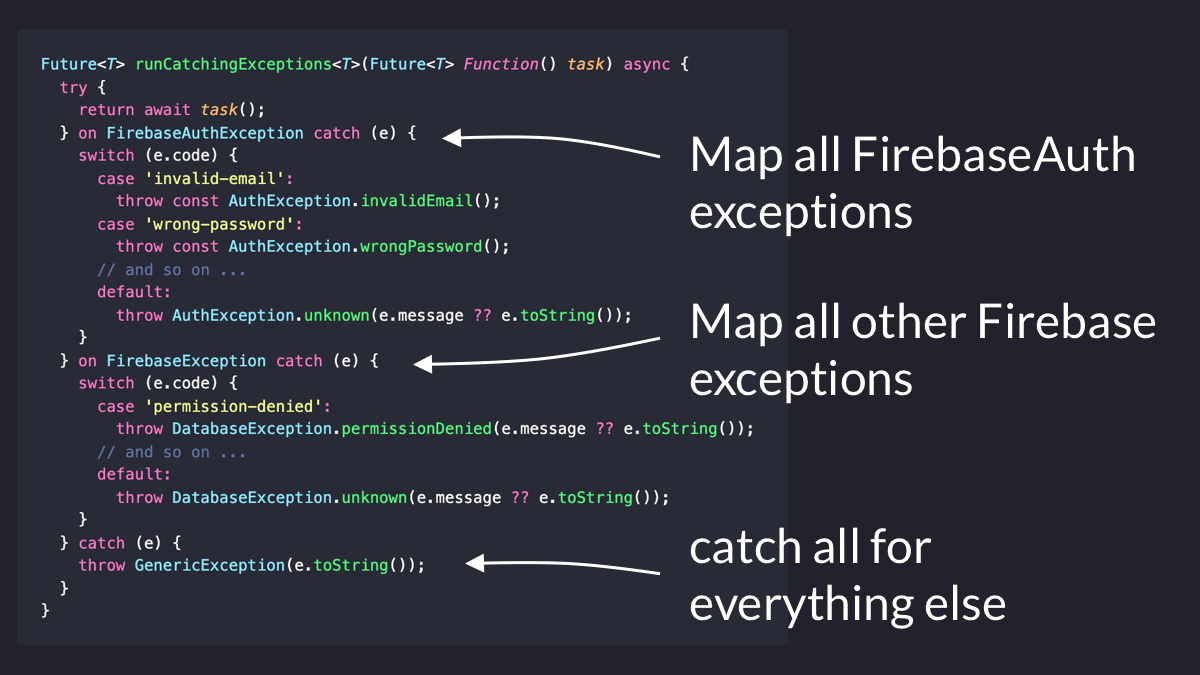 Future<T> runCatchingExceptions<T>(Future<T> Function() task) async {
  try {
    return await task();
  } on FirebaseAuthException catch (e) {
    switch (e.code) {
      case 'invalid-email':
        throw const AuthException.invalidEmail();
      case 'wrong-password':
        throw const AuthException.wrongPassword();
      // and so on ...
      default:
        throw AuthException.unknown(e.message ?? e.toString());
    }
  } on FirebaseException catch (e) {
    switch (e.code) {
      case 'permission-denied':
        throw DatabaseException.permissionDenied(e.message ?? e.toString());
      // and so on ...
      default:
        throw DatabaseException.unknown(e.message ?? e.toString());
    }
  } catch (e) {
    throw GenericException(e.toString());
  }
}
Map all FirebaseAuth
exceptions
Map all other Firebase
exceptions
catch all for
everything else